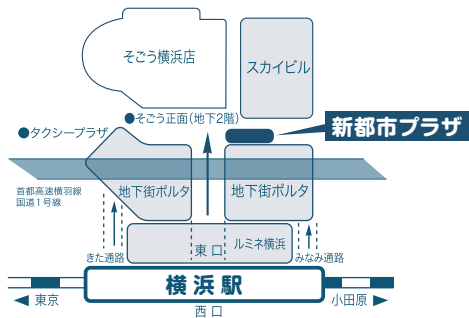 そごう横浜店
スカイビル
●そごう正面(地下2階)
●タクシープラザ
新都市プラザ
首都高速横羽線
国道1号線
地下街ポルタ
地下街ポルタ
きた通路
東口
ルミネ横浜
みなみ通路
横浜駅
東京
西口
小田原